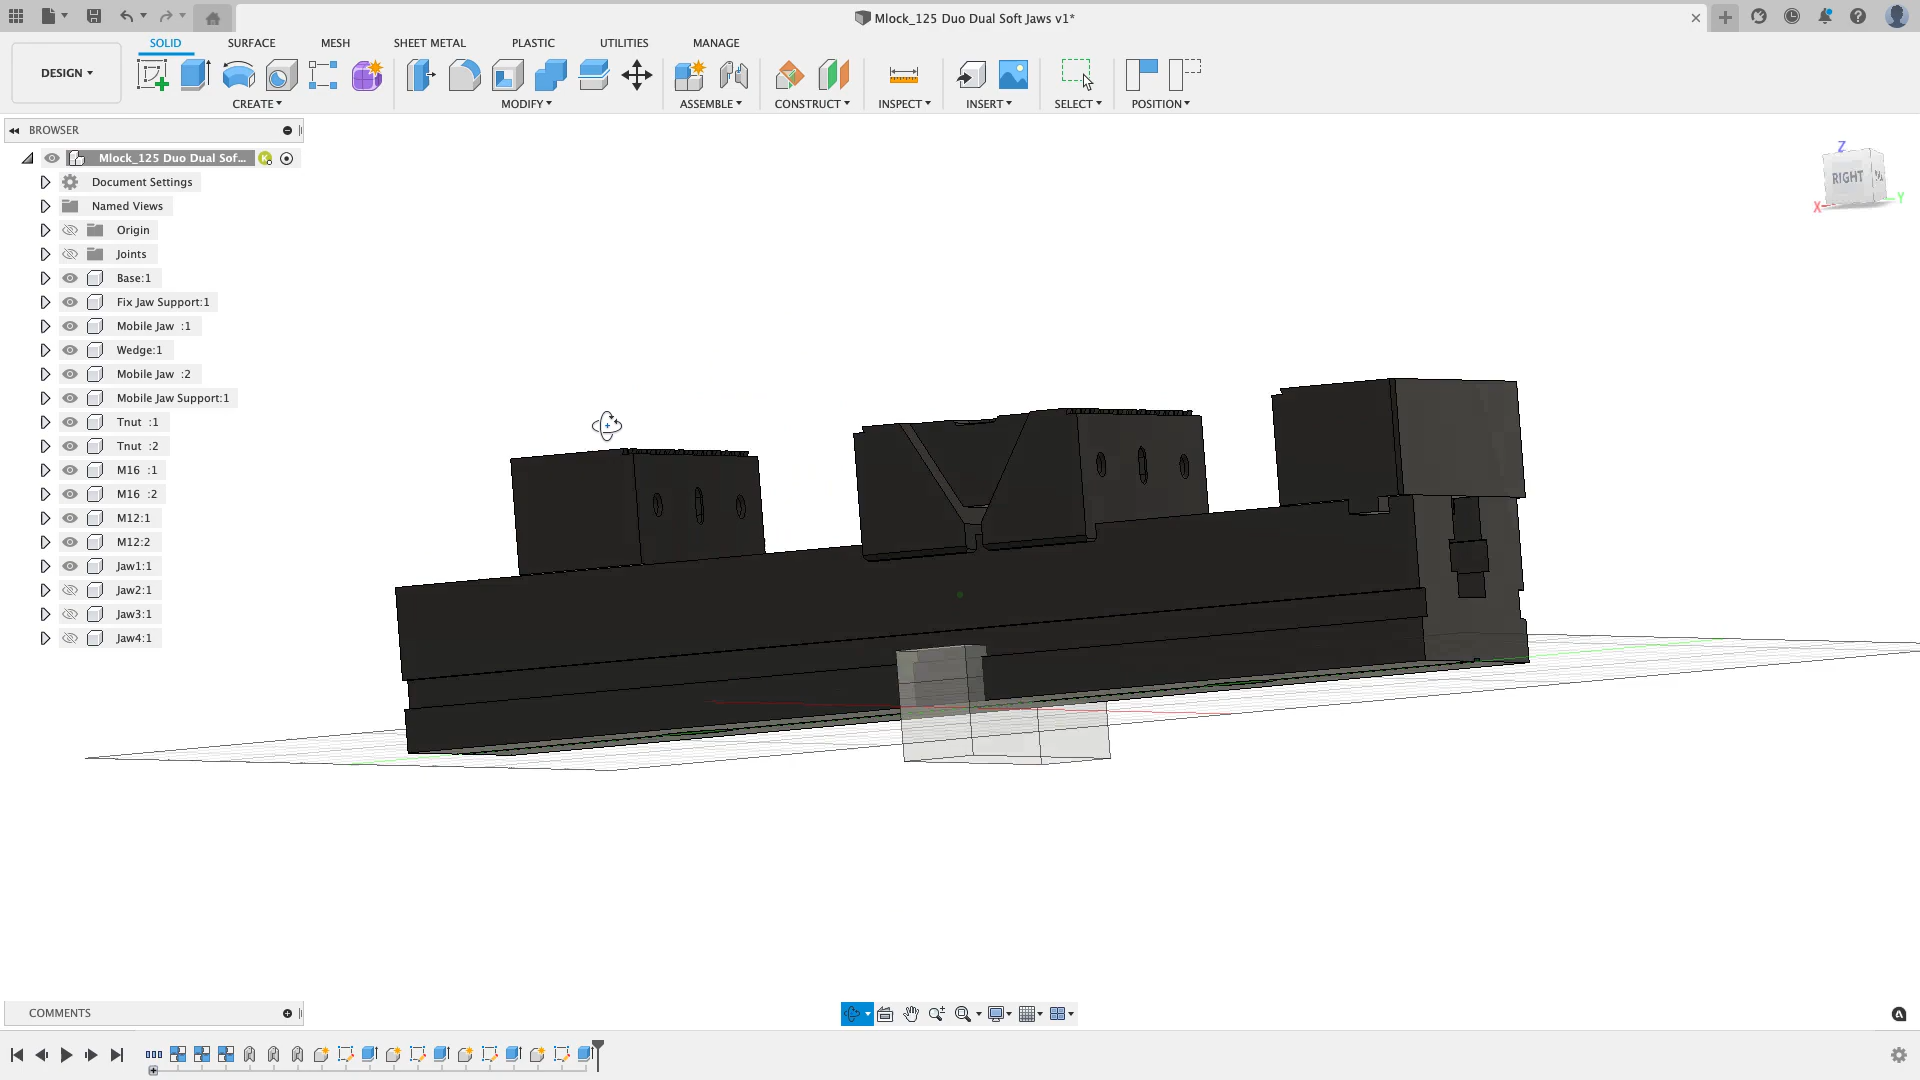 Mlock_125 Duo Dual Soft Jaws v1*
SOLID SURFACE MESH SHEET METAL PLASTIC UTILITIES MANAGE
DESIGN
CREATE MODIFY ASSEMBLE CONSTRUCT INSPECT INSERT SELECT POSITION
BROWSER
Mlock_125 Duo Dual Sof...
Document Settings
Named Views
Origin
Joints
Base:1
Fix Jaw Support:1
Mobile Jaw :1
Wedge:1
Mobile Jaw :2
Mobile Jaw Support:1
Tnut :1
Tnut :2
M16 :1
M16 :2
M12:1
M12:2
Jaw1:1
Jaw2:1
Jaw3:1
Jaw4:1
Z
RIGHT
X
Y
COMMENTS